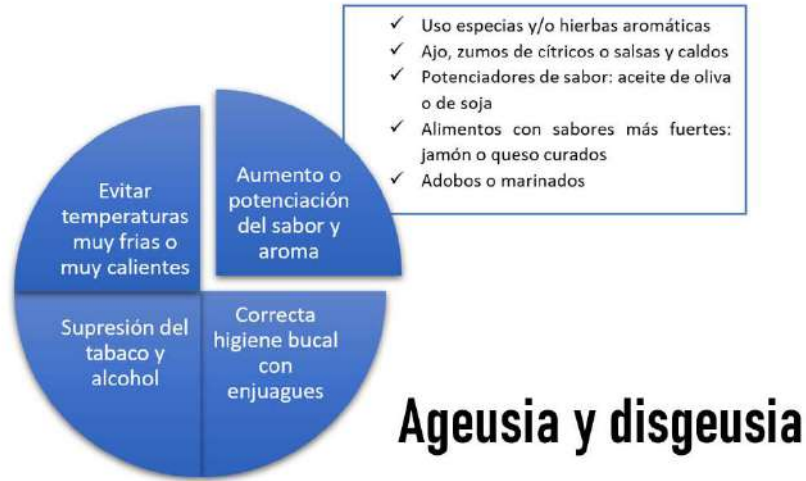 ✓ Uso especias y/o hierbas aromáticas
✓ Ajo, zumos de cítricos o salsas y caldos
✓ Potenciadores de sabor: aceite de oliva
o de soja
✓ Alimentos con sabores más fuertes:
jamón o queso curados
✓ Adobos o marinados
Evitar
temperaturas
muy frias o
muy calientes
Aumento o
potenciación
del sabor y
aroma
Supresión del
tabaco y
alcohol
Correcta
higiene bucal
con
enjuagues
Ageusia y disgeusia